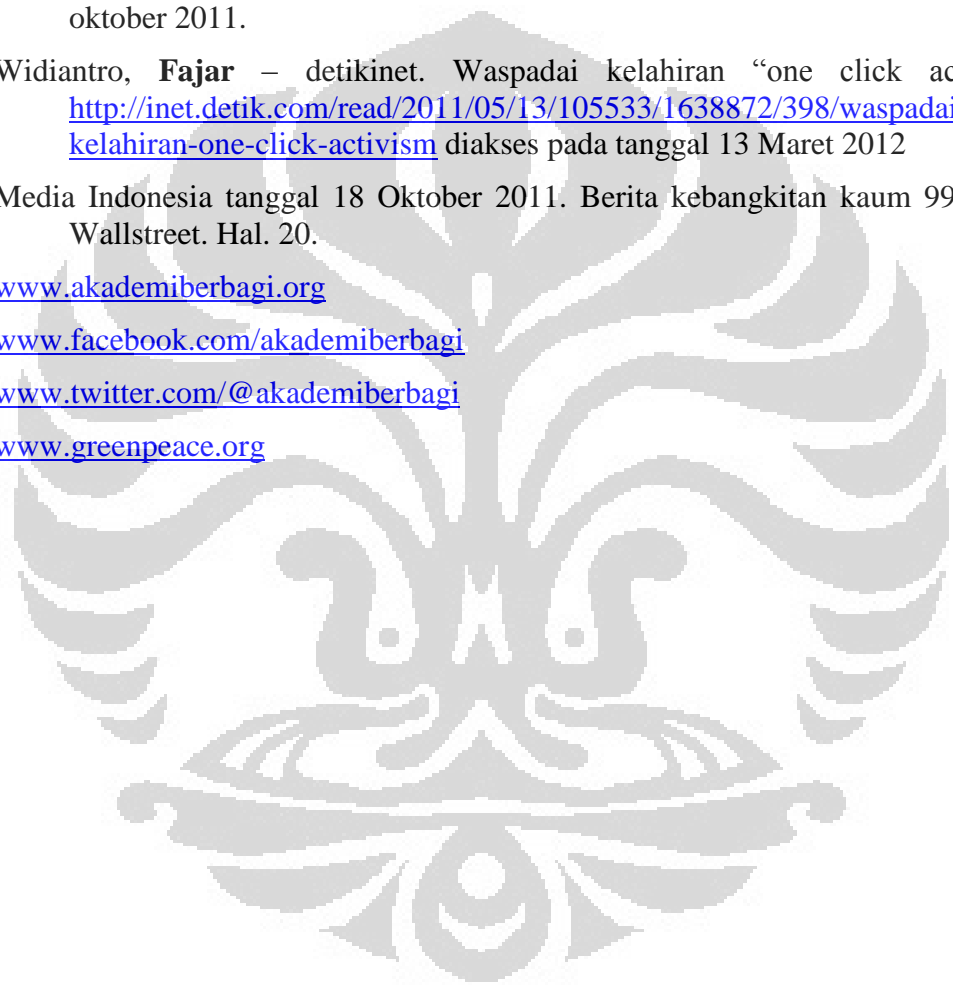 oktober 2011.
Widiantro, Fajar – detikinet. Waspadai kelahiran “one click
http://inet.detik.com/read/2011/05/13/105533/1638872/398/waspadai
kelahiran-one-click-activism diakses pada tanggal 13 Maret 2012
Media Indonesia tanggal 18 Oktober 2011. Berita kebangkitan kaum 99
Wallstreet. Hal. 20.
www.akademiberbagi.org
www.facebook.com/akademiberbagi
www.twitter.com/@akademiberbagi
www.greenpeace.org